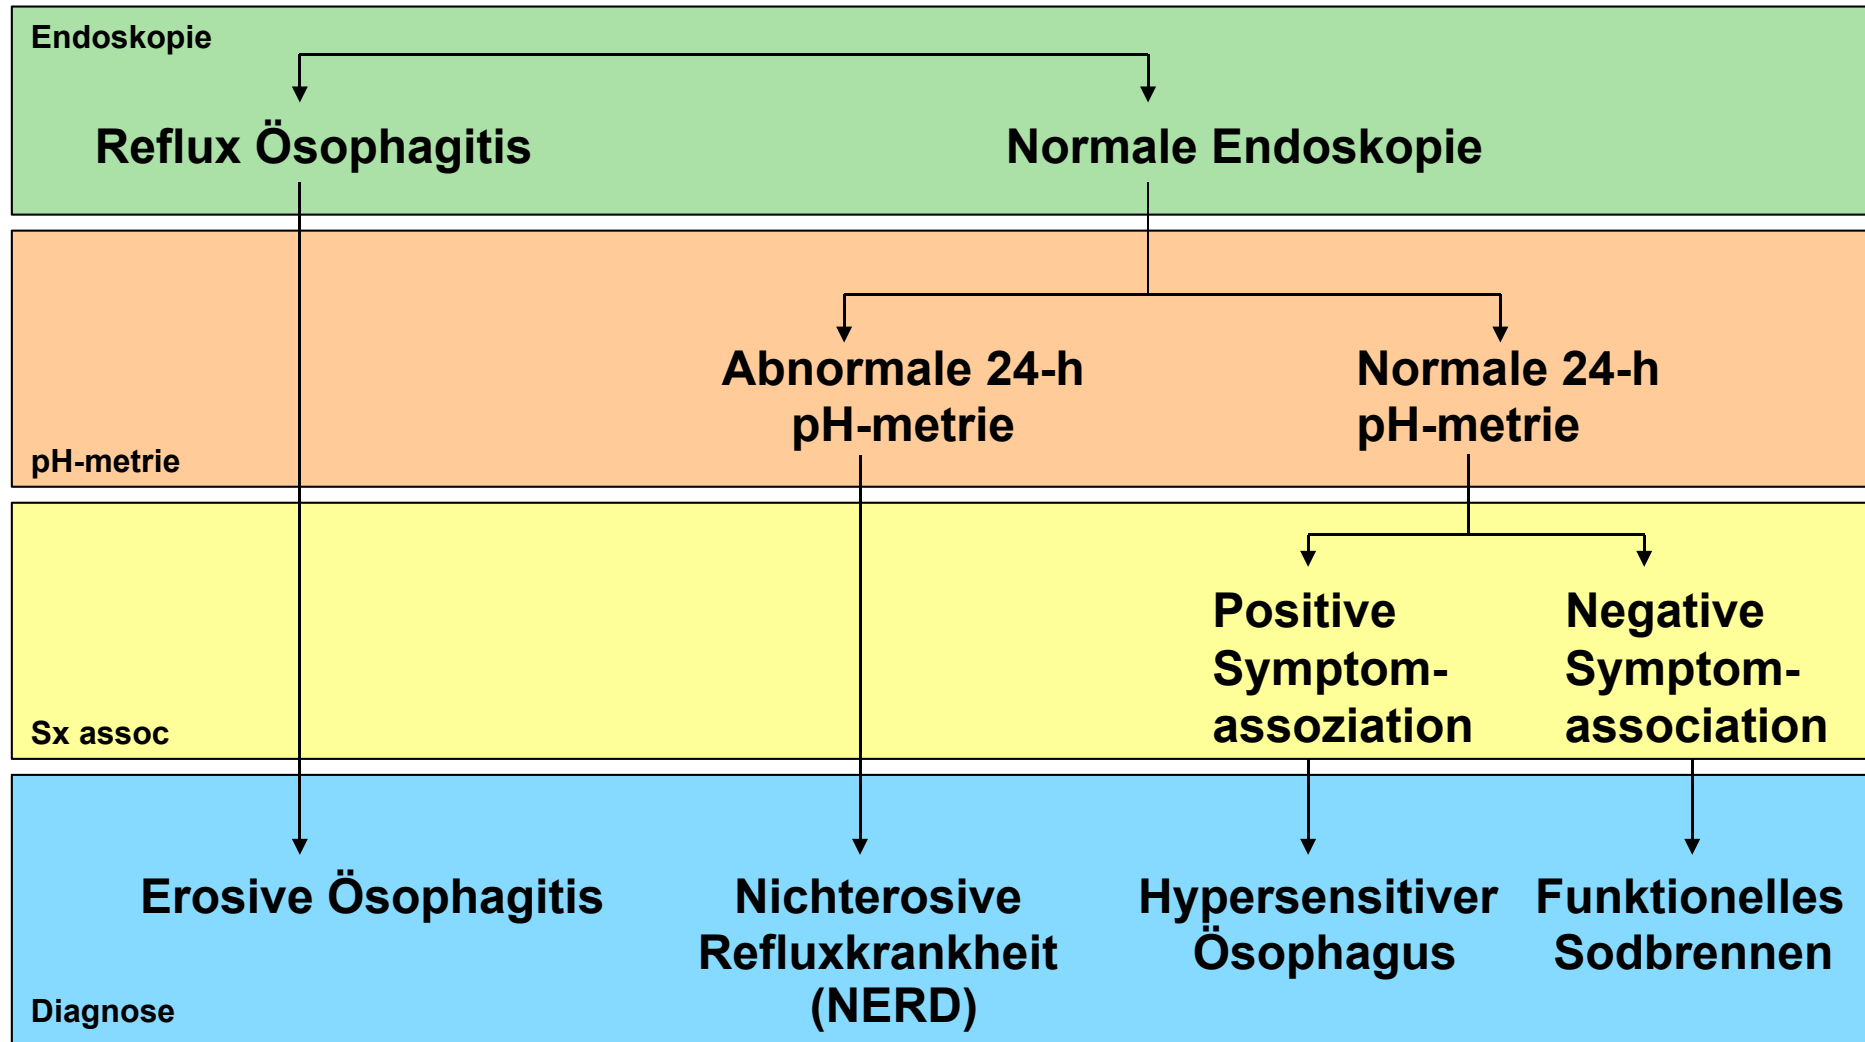 Endoskopie
Reflux Ösophagitis
Normale Endoskopie
Abnormale 24-h
pH-metrie
Normale 24-h
pH-metrie
pH-metrie
Positive
Symptom-
assoziation
Negative
Symptom-
association
Sx assoc
Erosive Ösophagitis
Nichterosive
Refluxkrankheit
(NERD)
Hypersensitiver
Ösophagus
Funktionelles
Sodbrennen
Diagnose